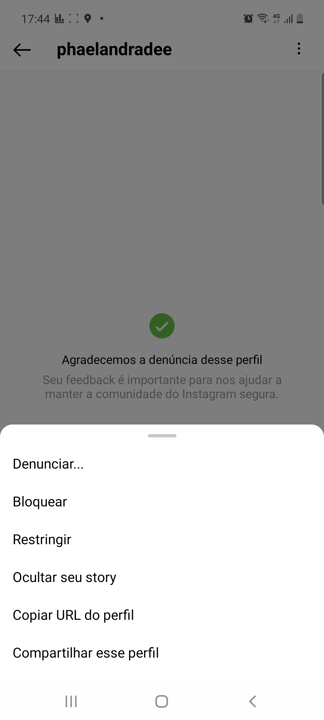 17:44
phaelandradee
Agradecemos a denúncia desse perfil
Seu feedback é importante para nos ajudar a
manter a comunidade do Instagram segura.
Denunciar...
Bloquear
Restringir
Ocultar seu story
Copiar URL do perfil
Compartilhar esse perfil